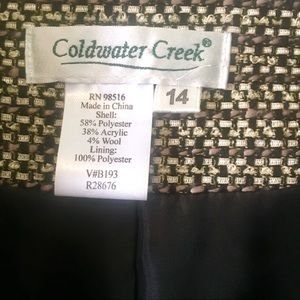 Coldwater Creek®
RN 98516
Made in China
Shell:
58% Polyester
38% Acrylic
4% Wool
Lining:
100% Polyester
V#B193
R28676
14